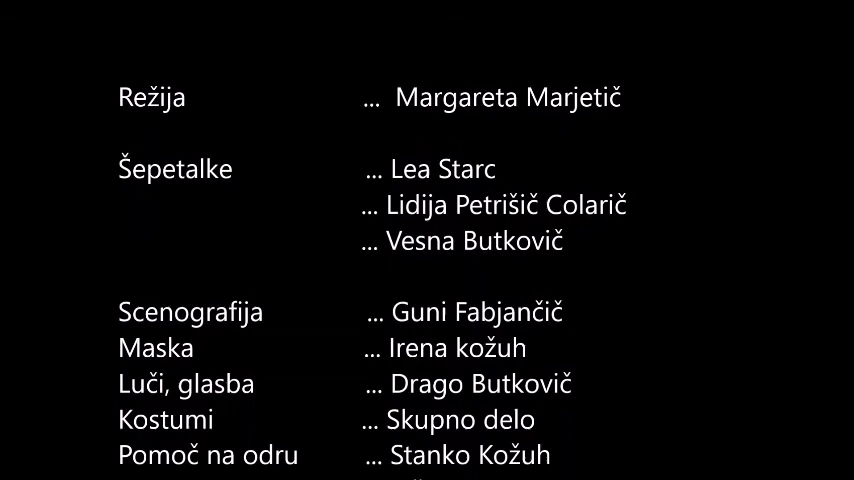 Režija ... Margareta Marjetič
Šepetalke ... Lea Starc
... Lidija Petrišič Colarič
... Vesna Butkovič
Scenografija ... Guni Fabjančič
Maska ... Irena kožuh
Luči, glasba ... Drago Butkovič
Kostumi ... Skupno delo
Pomoč na odru ... Stanko Kožuh